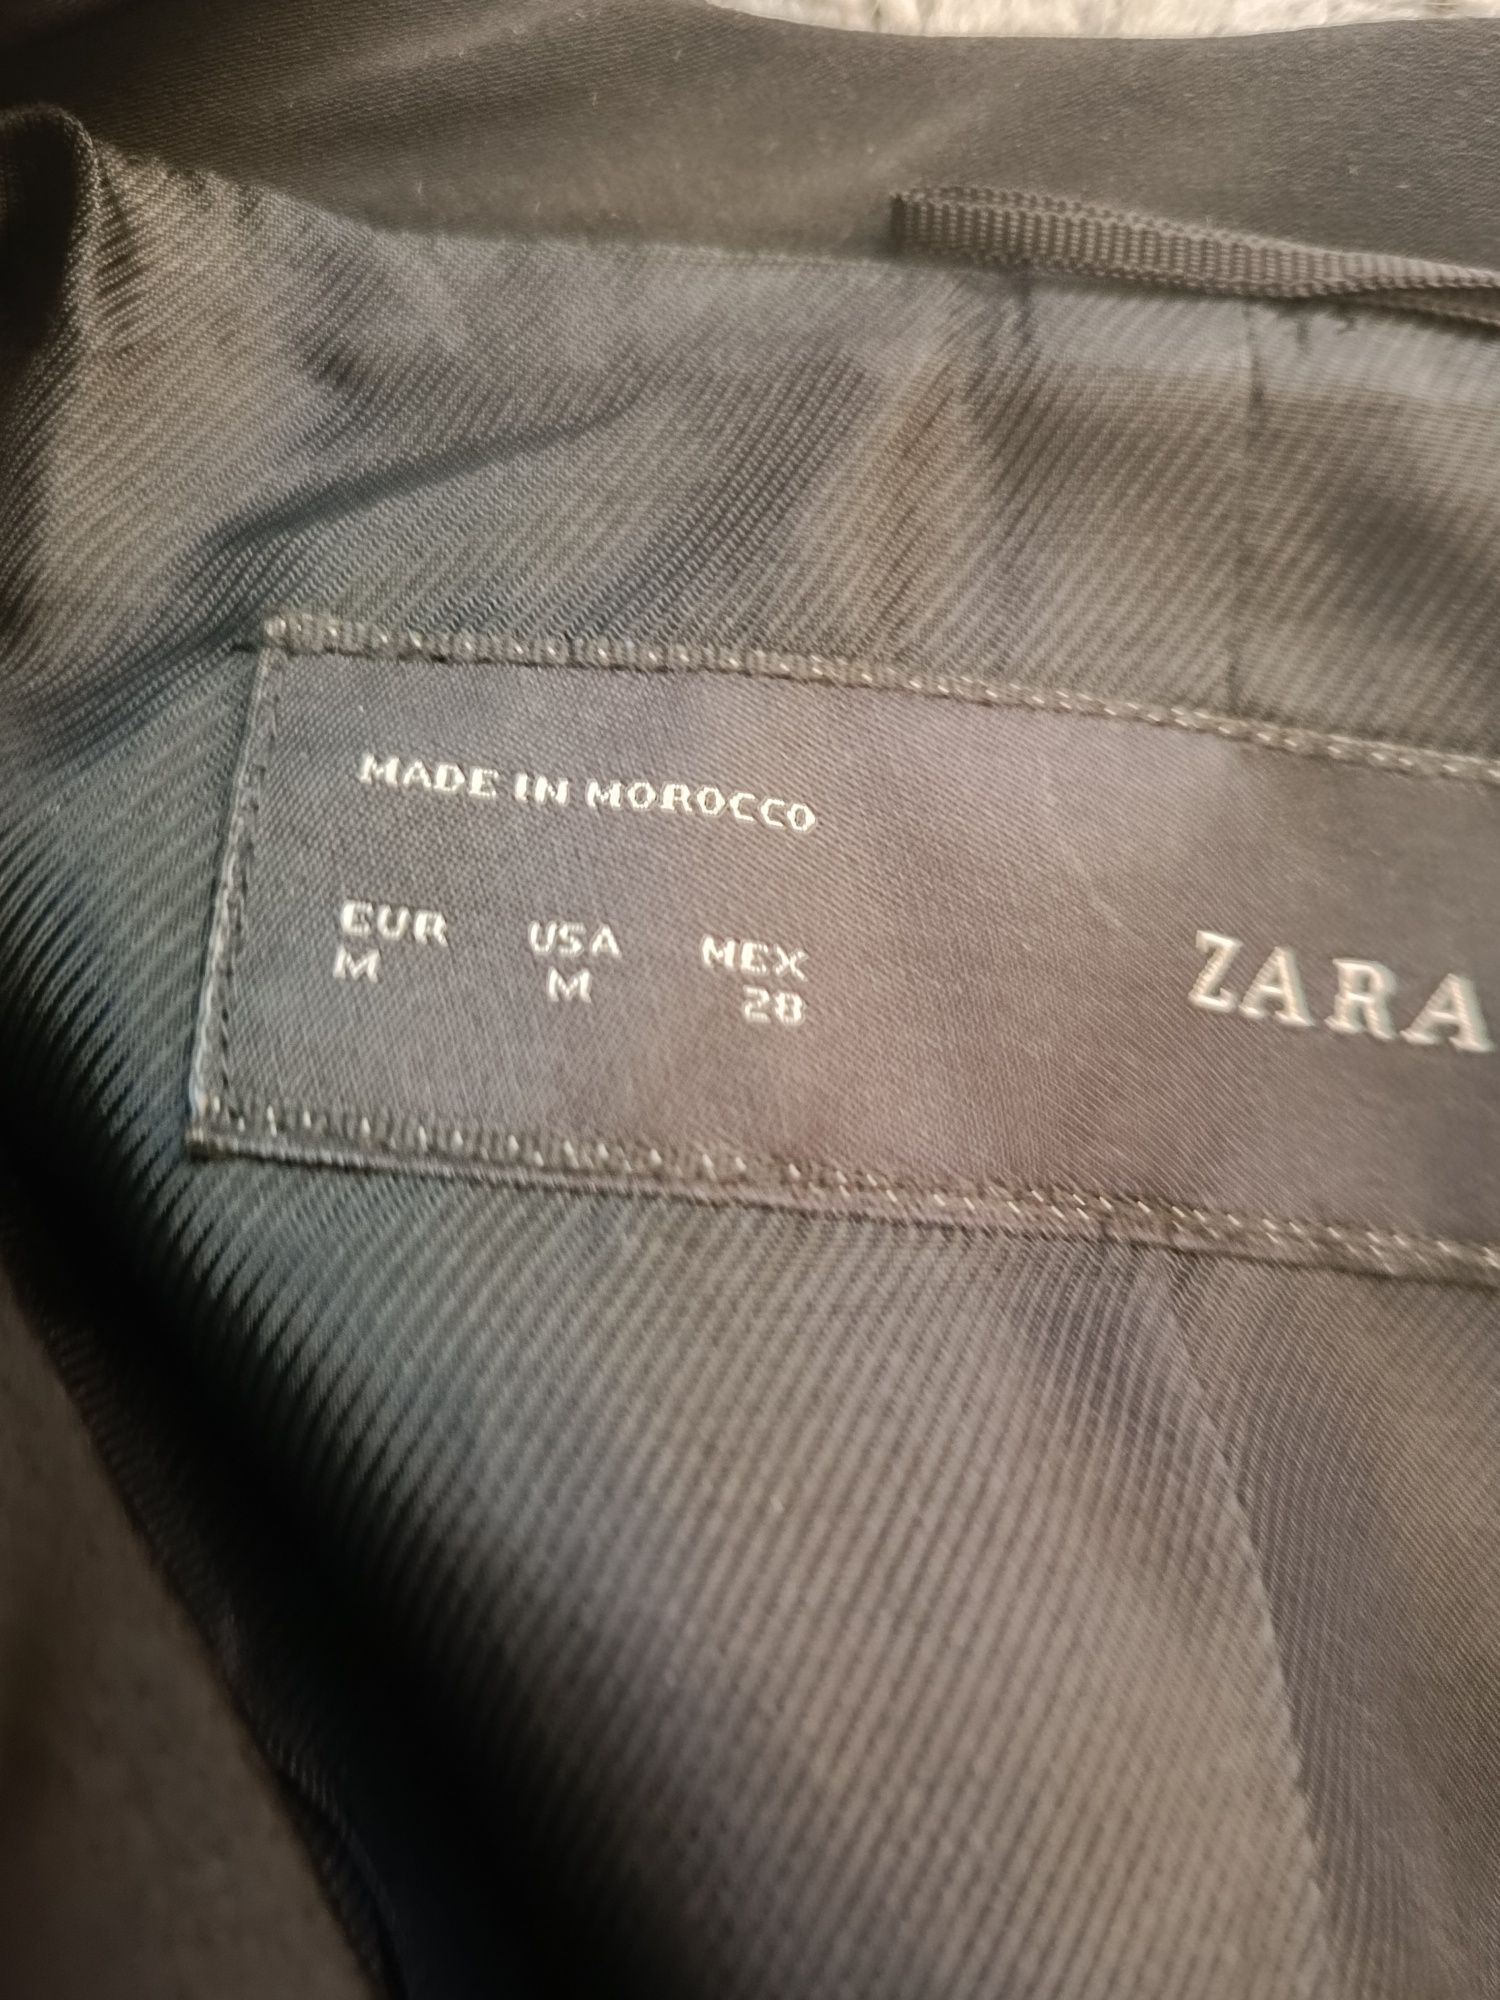 MADE IN MOROCCO
EUR USA MEX
M M 28
ZARA